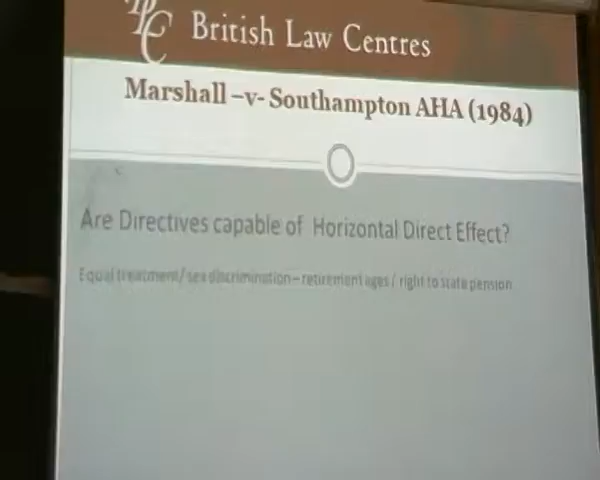 British Law Centres
Marshall –v- Southampton AHA (1984)
Are Directives capable of Horizontal Direct Effect?
Equal treatment/ sex discrimination – retirement ages / right to state pension